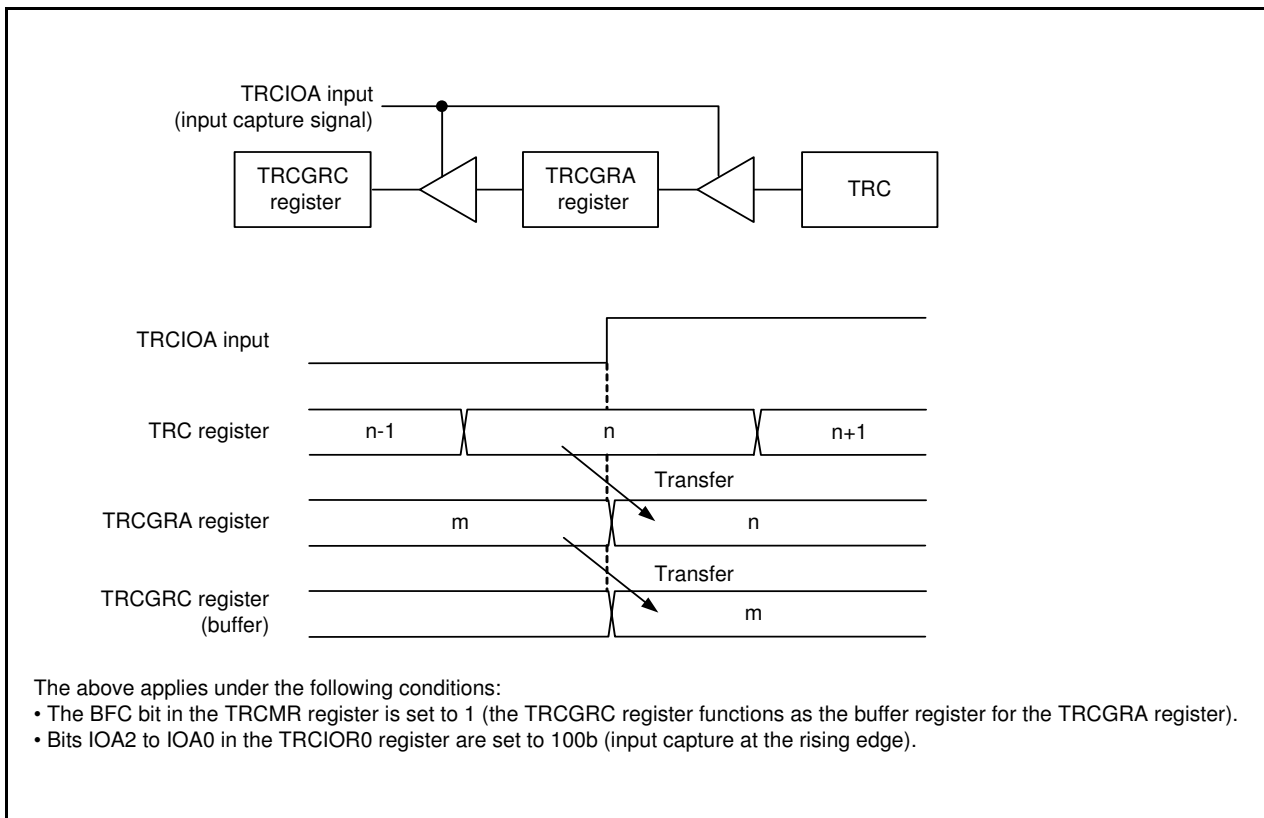 TRCIOA input
(input capture signal)
TRCGRC
register
TRCGRA
register
TRC
TRCIOA input
TRC register
n-1
n
n+1
Transfer
TRCGRA register
m
n
Transfer
TRCGRC register
(buffer)
m
The above applies under the following conditions:
• The BFC bit in the TRCMR register is set to 1 (the TRCGRC register functions as the buffer register for the TRCGRA register).
• Bits IOA2 to IOA0 in the TRCIOR0 register are set to 100b (input capture at the rising edge).